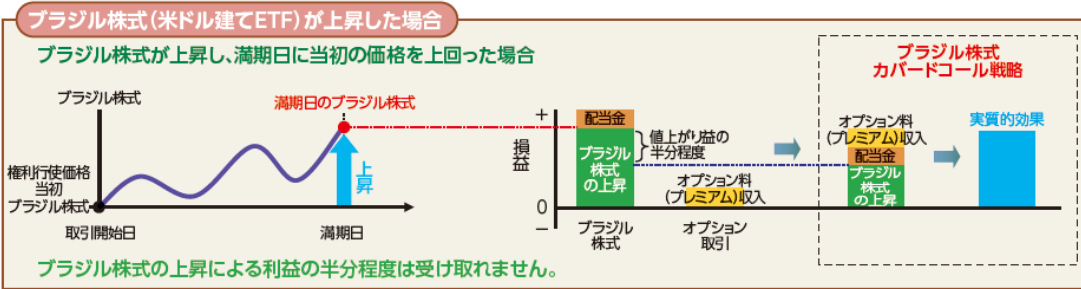 ブラジル株式(米ドル建てETF)が上昇した場合
ブラジル株式が上昇し、満期日に当初の価格を上回った場合
ブラジル株式
カバードコール戦略
ブラジル株式
満期日のブラジル株式
権利行使価格
当初
ブラジル株式
上昇
取引開始日
満期日
+
損益
0
−
配当金
ブラジル
株式
の上昇
値上がり益の
半分程度
オプション料
(プレミアム)収入
ブラジル
株式
オプション
取引
オプション料
(プレミアム)収入
配当金
ブラジル
株式
の上昇
実質的効果
ブラジル株式の上昇による利益の半分程度は受け取れません。